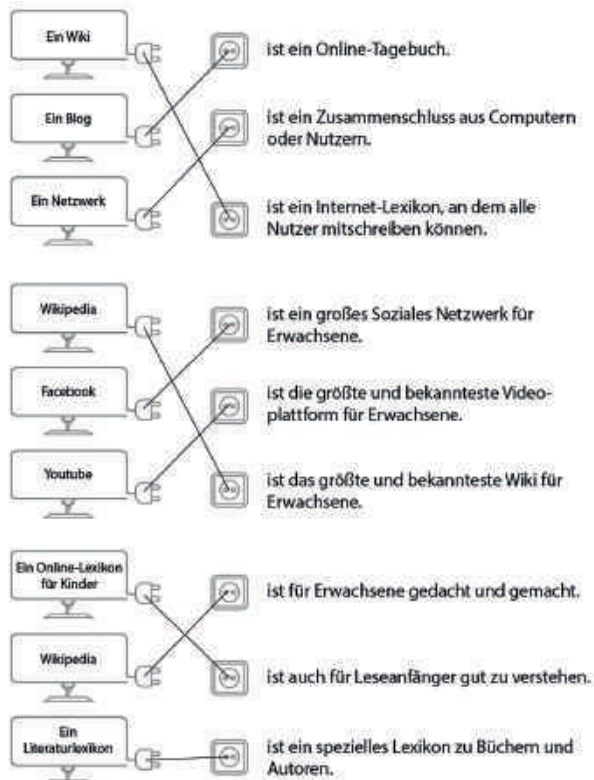 Ein Wiki
ist ein Online-Tagebuch.
Ein Blog
ist ein Zusammenschluss aus Computern
oder Nutzern.
Ein Netzwerk
ist ein Internet-Lexikon, an dem alle
Nutzer mitschreiben können.
Wikipedia
ist ein großes Soziales Netzwerk für
Erwachsene.
Facebook
ist die größte und bekannteste Video-
plattform für Erwachsene.
Youtube
ist das größte und bekannteste Wiki für
Erwachsene.
Ein Online-Lexikon
für Kinder
ist für Erwachsene gedacht und gemacht.
Wikipedia
ist auch für Leseanfänger gut zu verstehen.
Ein
Literaturlexikon
ist ein spezielles Lexikon zu Büchern und
Autoren.